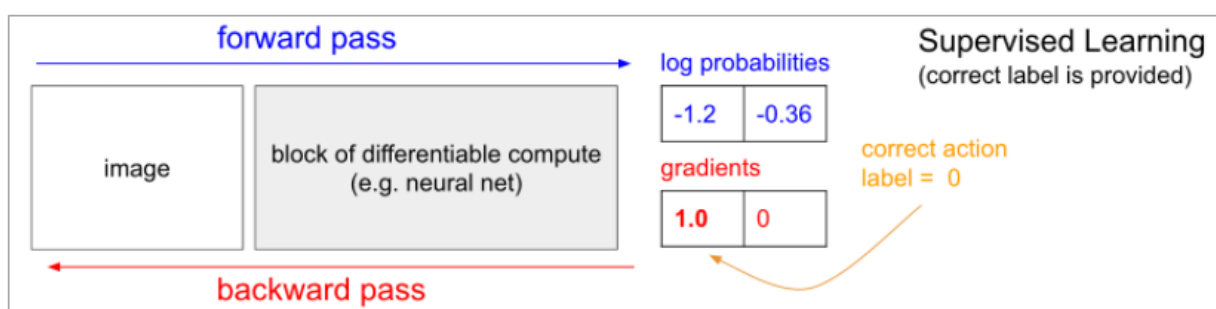 forward pass
Supervised Learning
(correct label is provided)
log probabilities
-1.2 -0.36
image
block of differentiable compute
(e.g. neural net)
correct action
label = 0
gradients
1.0 0
backward pass